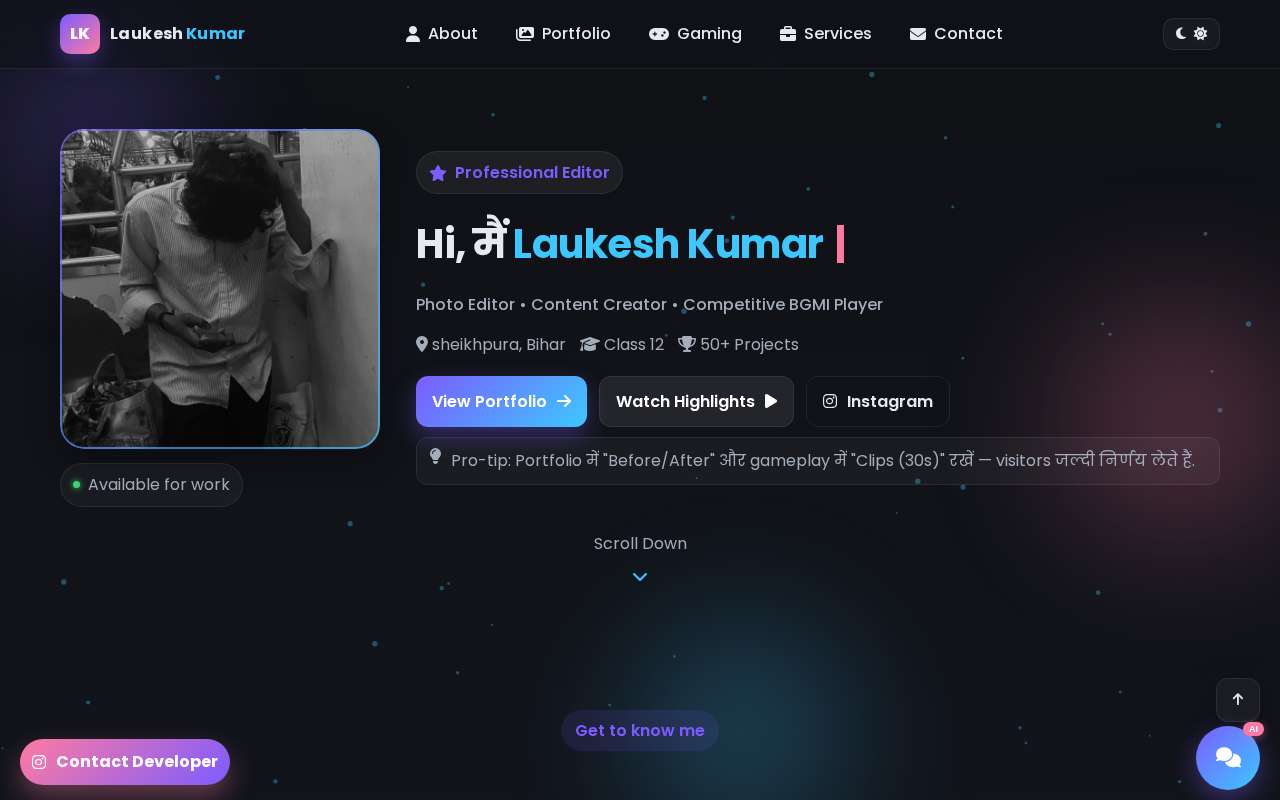 LK Laukesh Kumar About Portfolio Gaming Services Contact
Professional Editor
Hi, मैं Laukesh Kumar
Photo Editor • Content Creator • Competitive BGMI Player
sheikhpura, Bihar Class 12 50+ Projects
View Portfolio Watch Highlights Instagram
Pro-tip: Portfolio में "Before/After" और gameplay में "Clips (30s)" रखें — visitors जल्दी निर्णय लेते हैं.
Available for work
Scroll Down
Get to know me
AI
Contact Developer